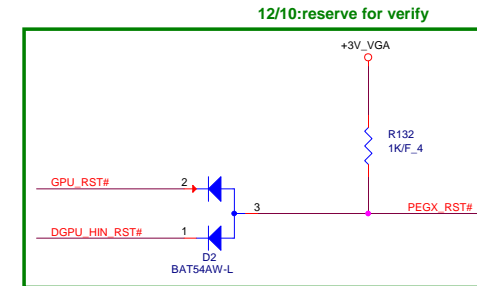 12/10:reserve for verify
+3V_VGA
R132
1K/F_4
GPU_RST#
2
3
PEGX_RST#
DGPU_HIN_RST#
1
D2
BAT54AW-L